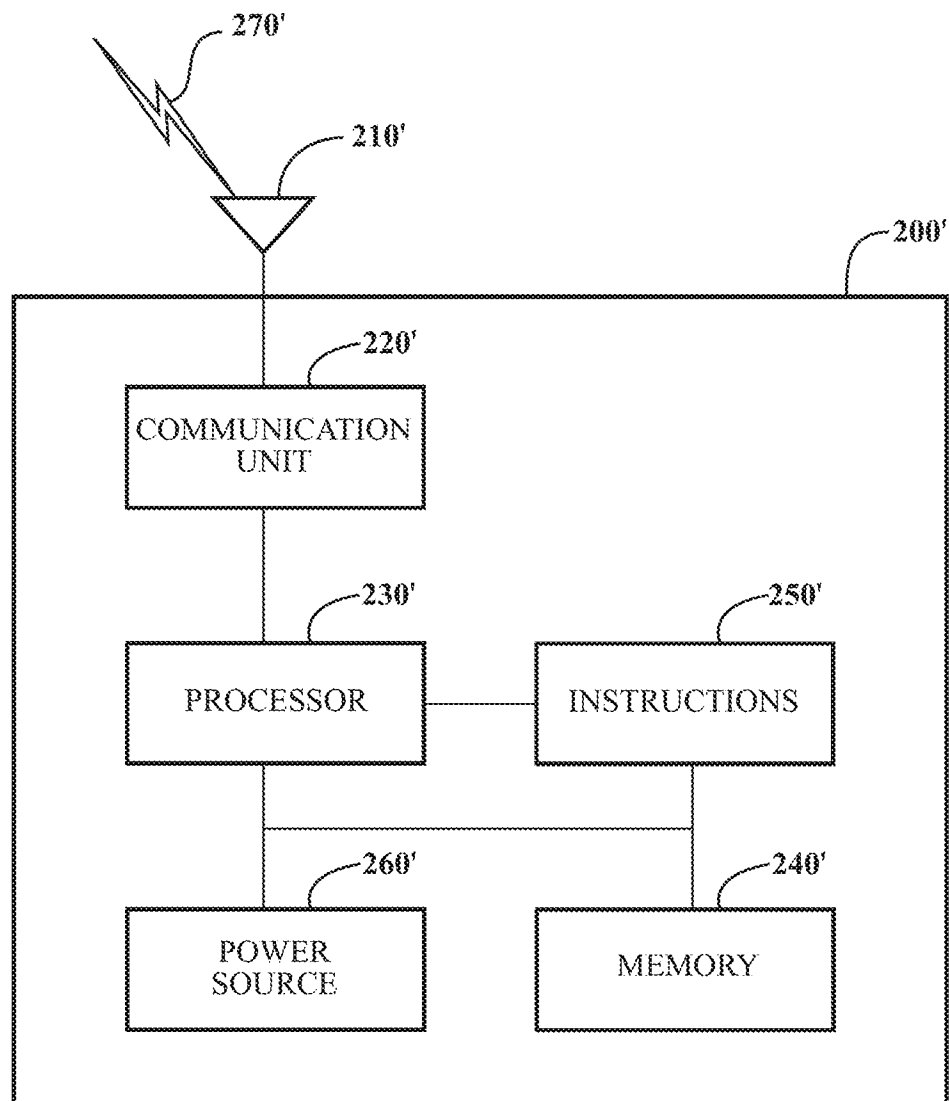 270'
210'
200'
220'
COMMUNICATION
UNIT
230'
250'
PROCESSOR
INSTRUCTIONS
260'
240'
POWER
SOURCE
MEMORY